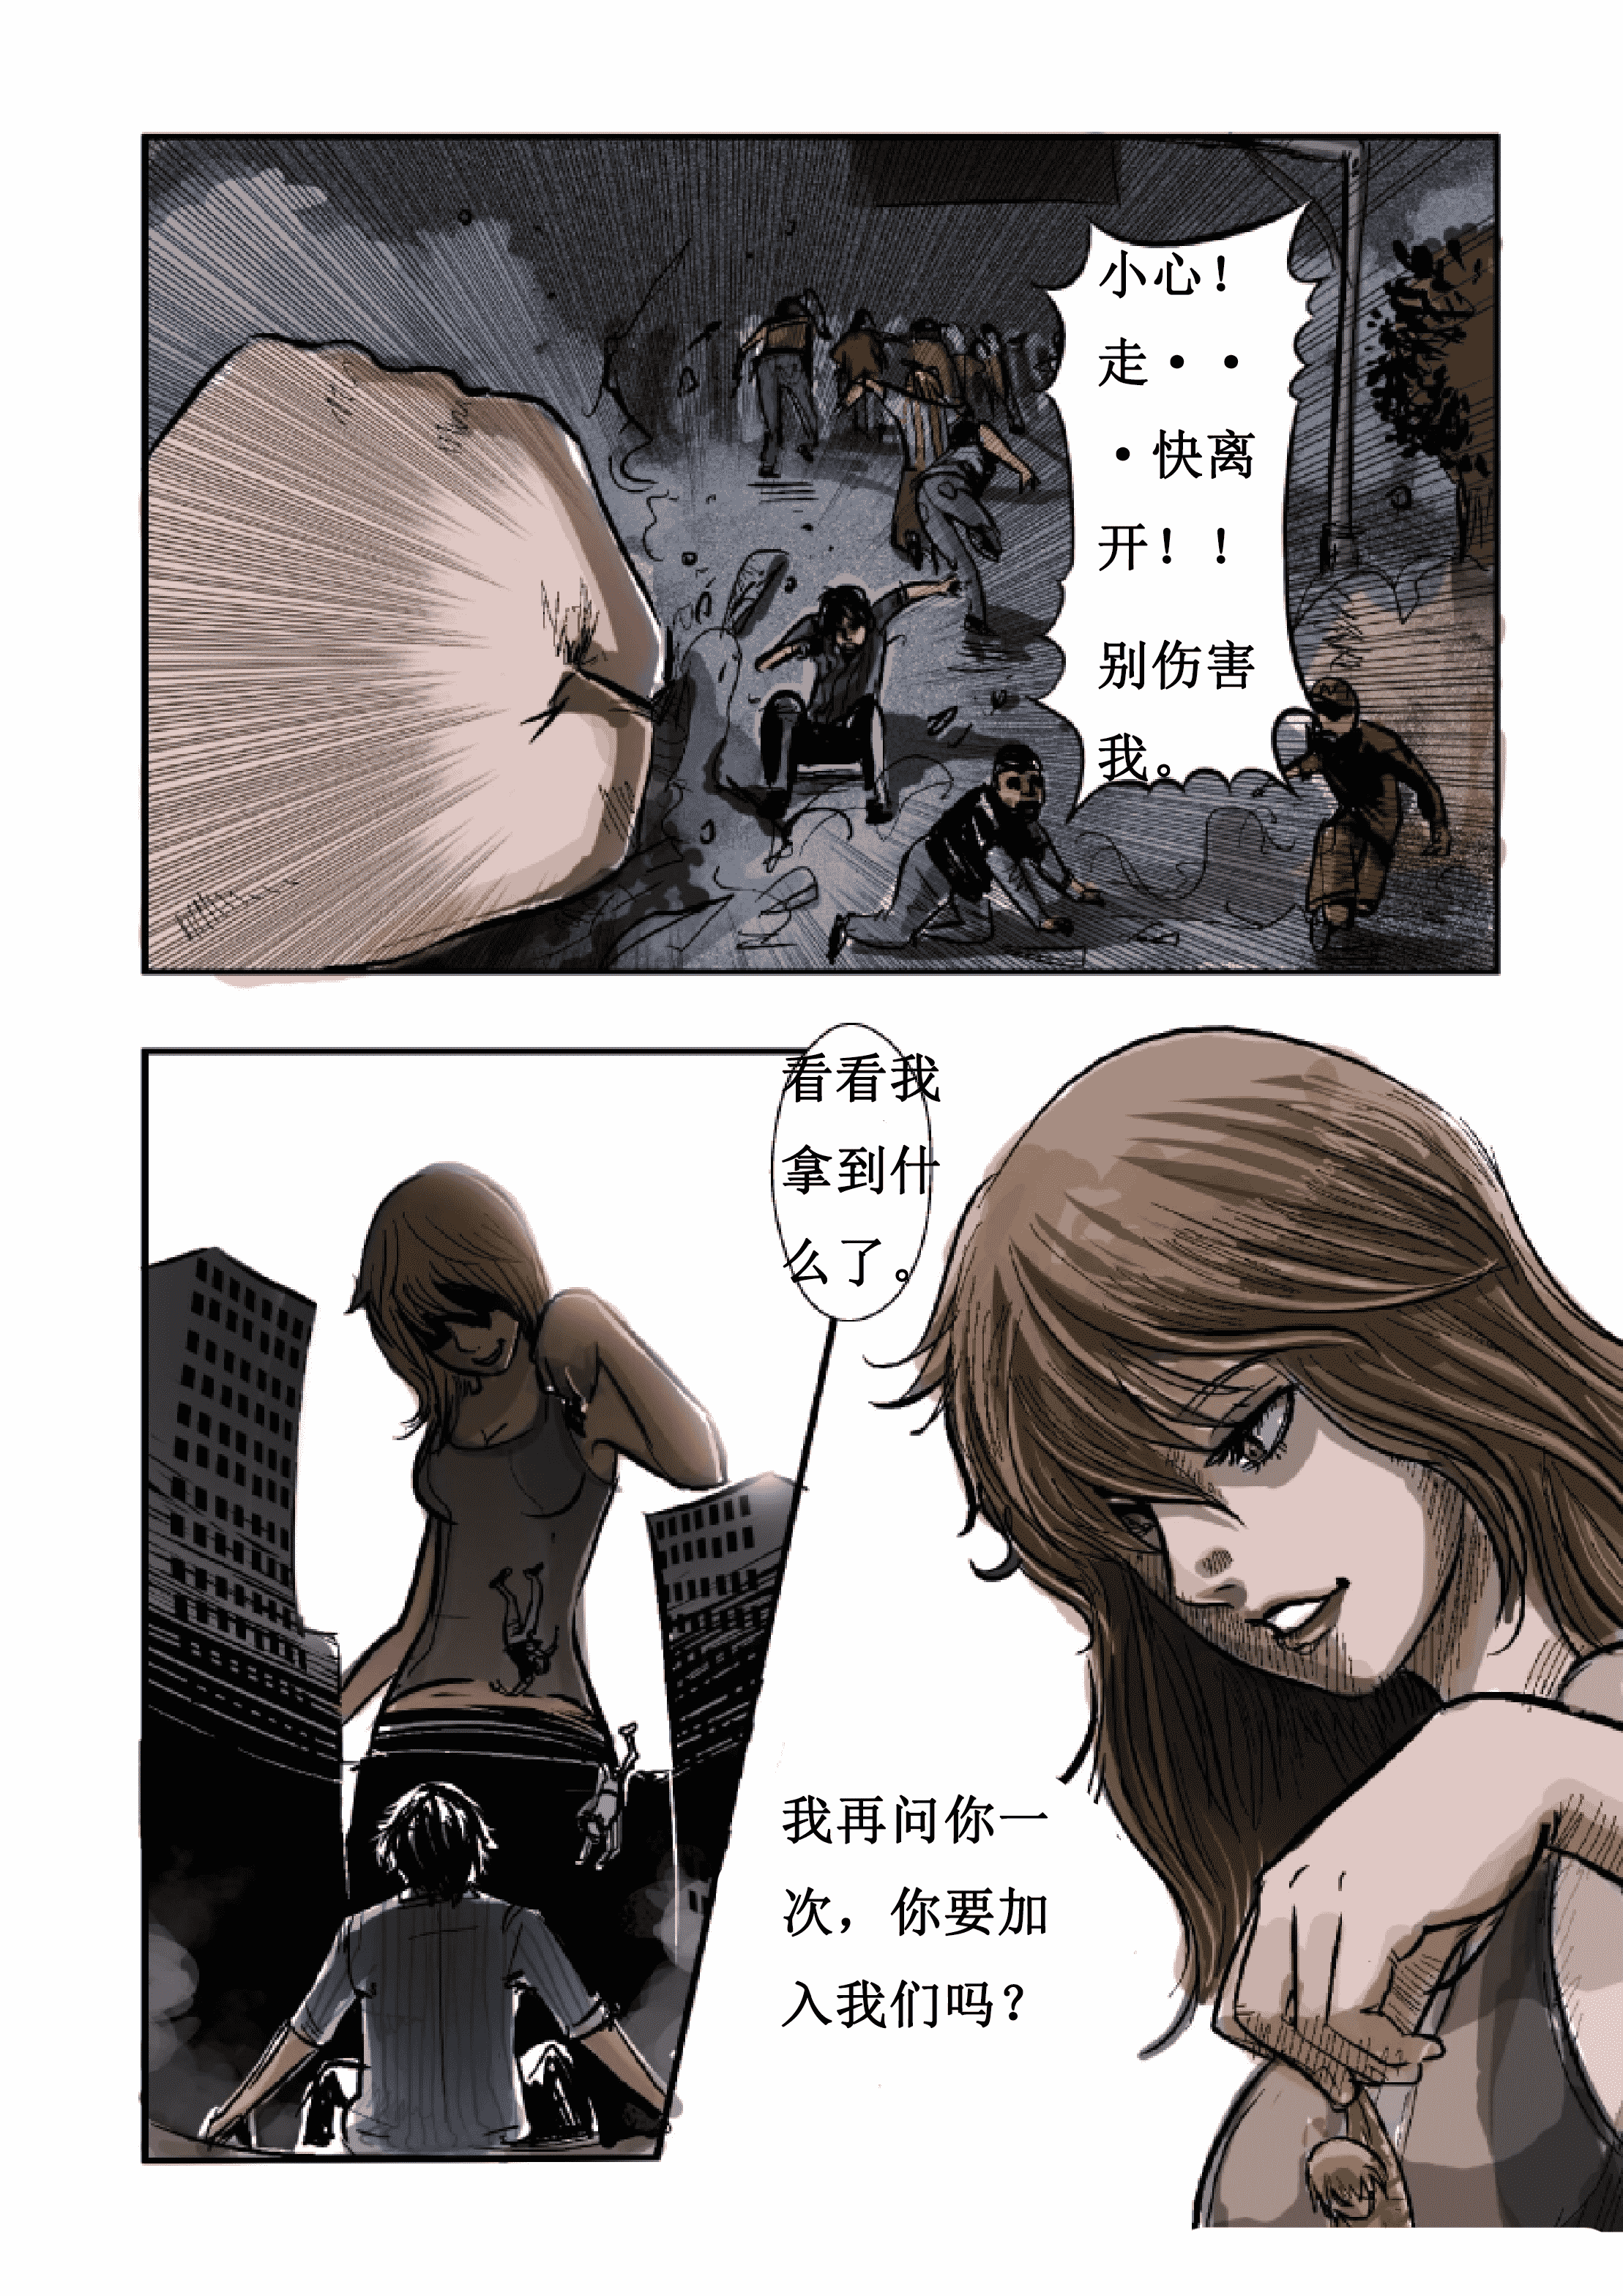 小心！
走··
·快离
开！！
别伤害
我。
看看我
拿到什
么了。
我再问你一
次，你要加
入我们吗？